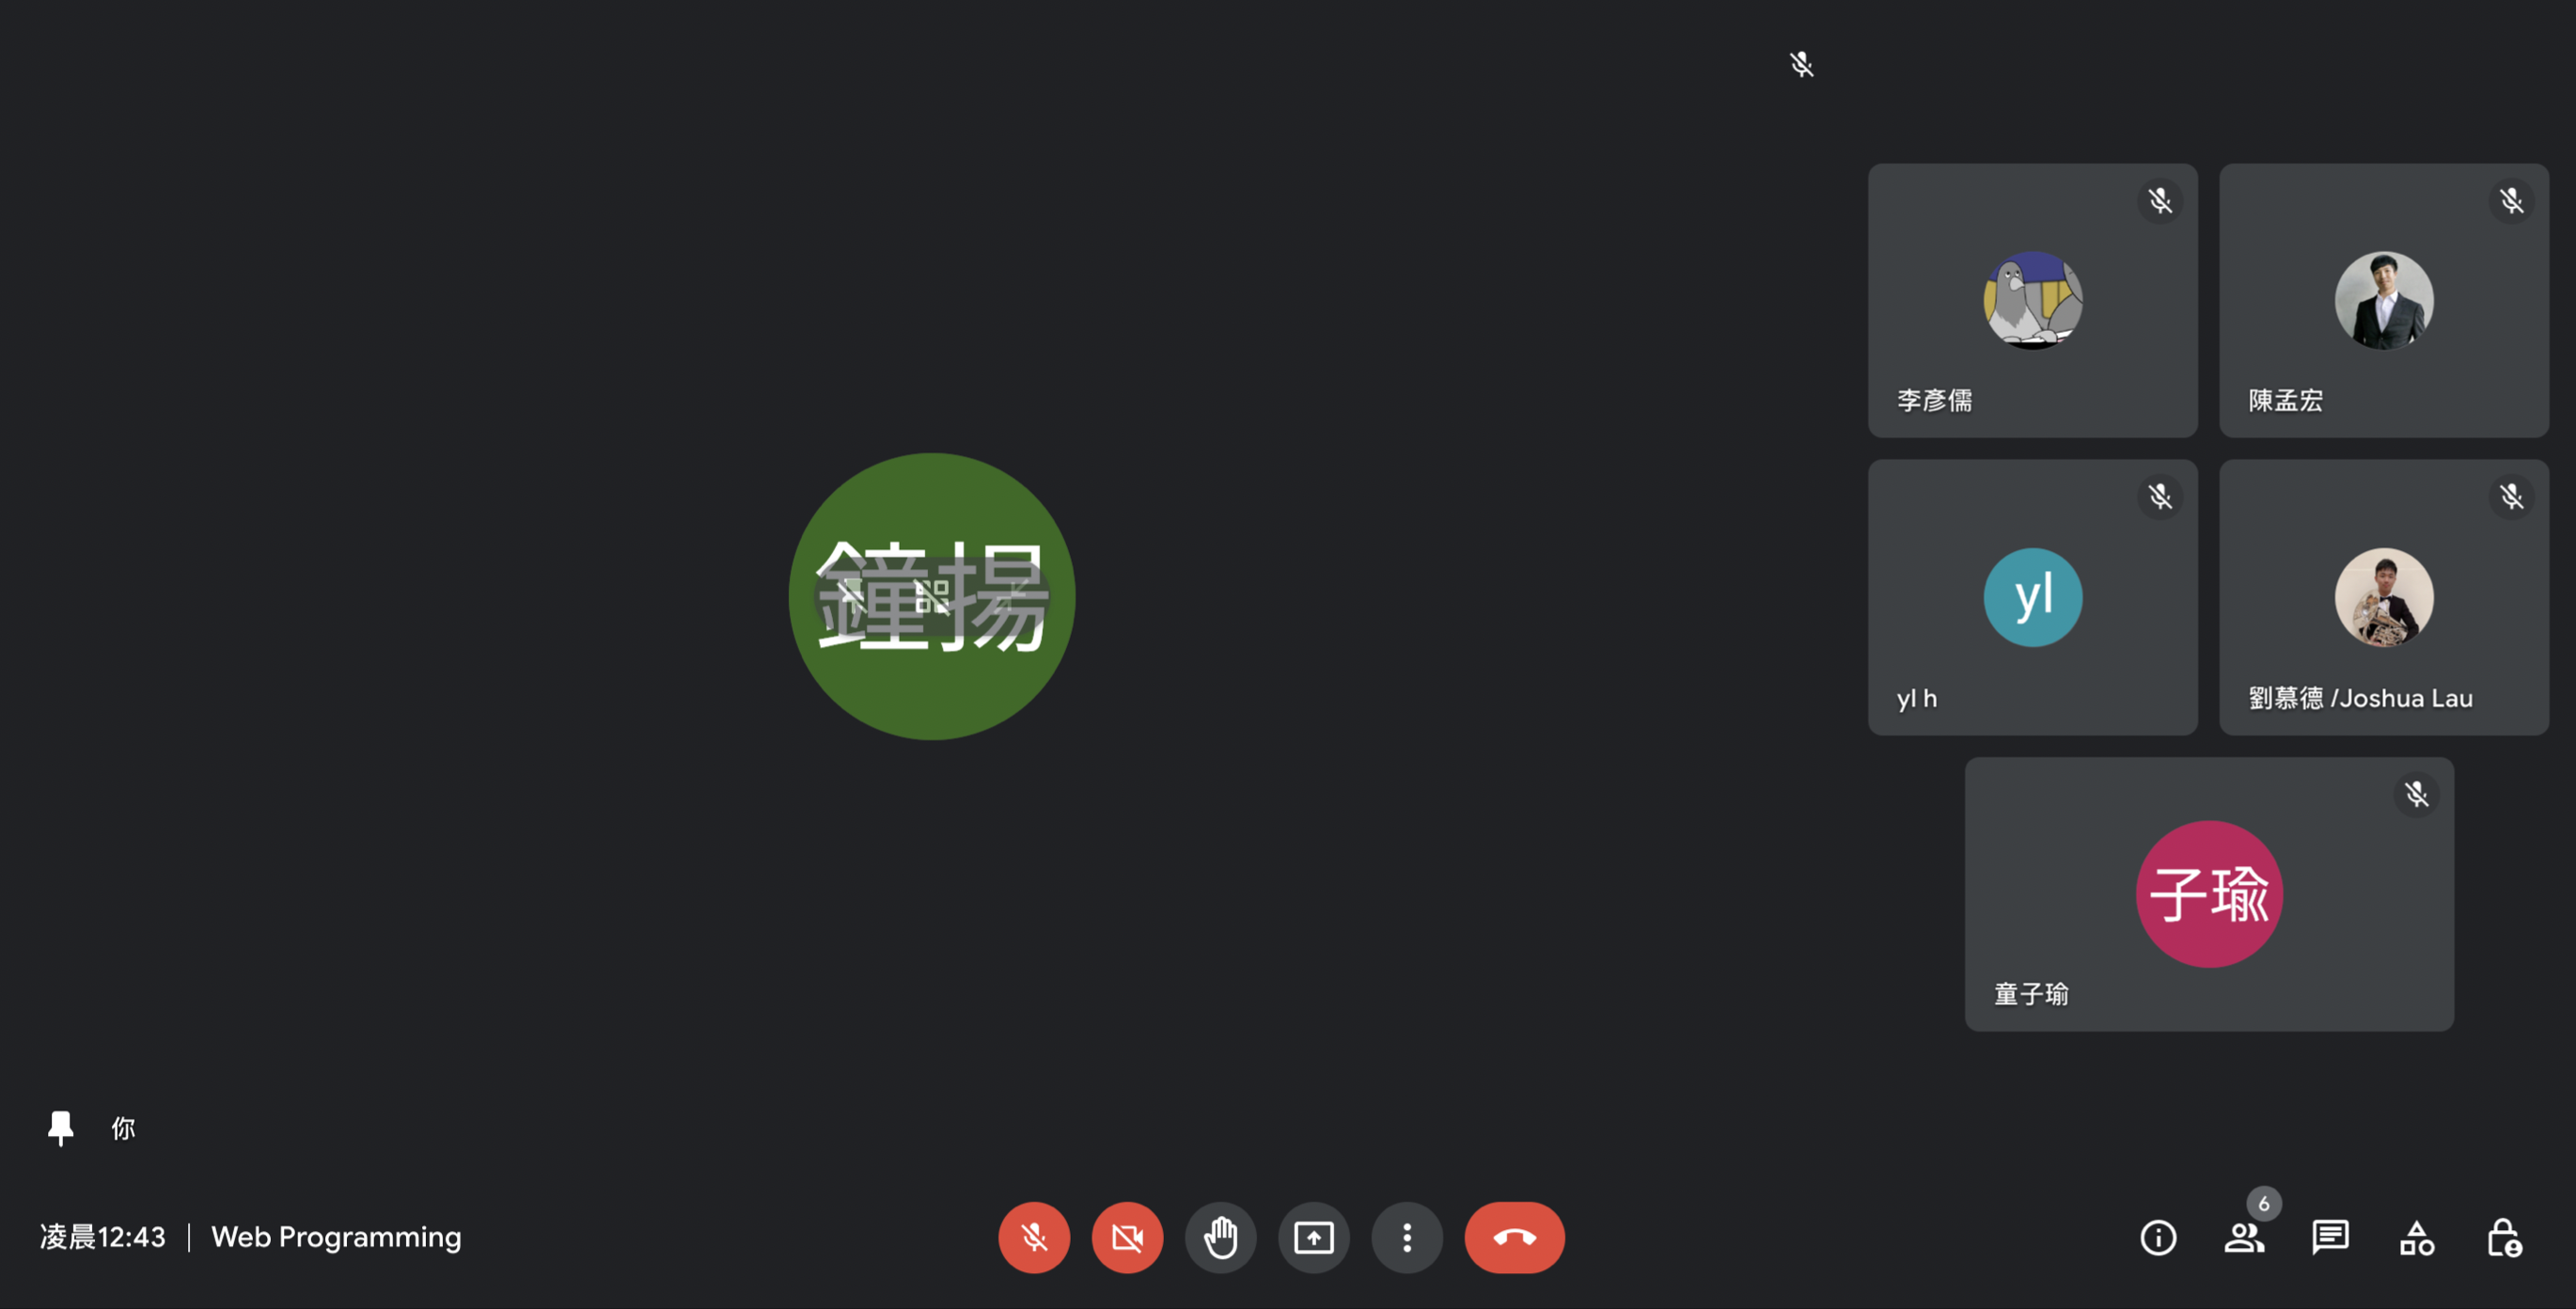 鐘揚
李彥儒
陳孟宏
yl
yl h
劉慕德 /Joshua Lau
子瑜
童子瑜
你
凌晨12:43 | Web Programming
6